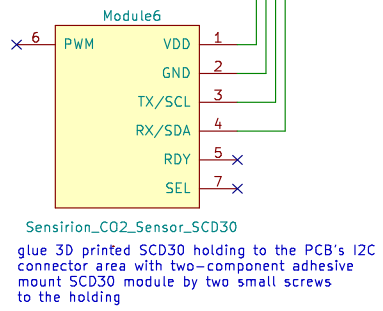 Module6
6 PWM VDD 1
GND 2
TX/SCL 3
RX/SDA 4
RDY 5
SEL 7
Sensirion_CO2_Sensor_SCD30
glue 3D printed SCD30 holding to the PCB's I2C
connector area with two-component adhesive
mount SCD30 module by two small screws
to the holding